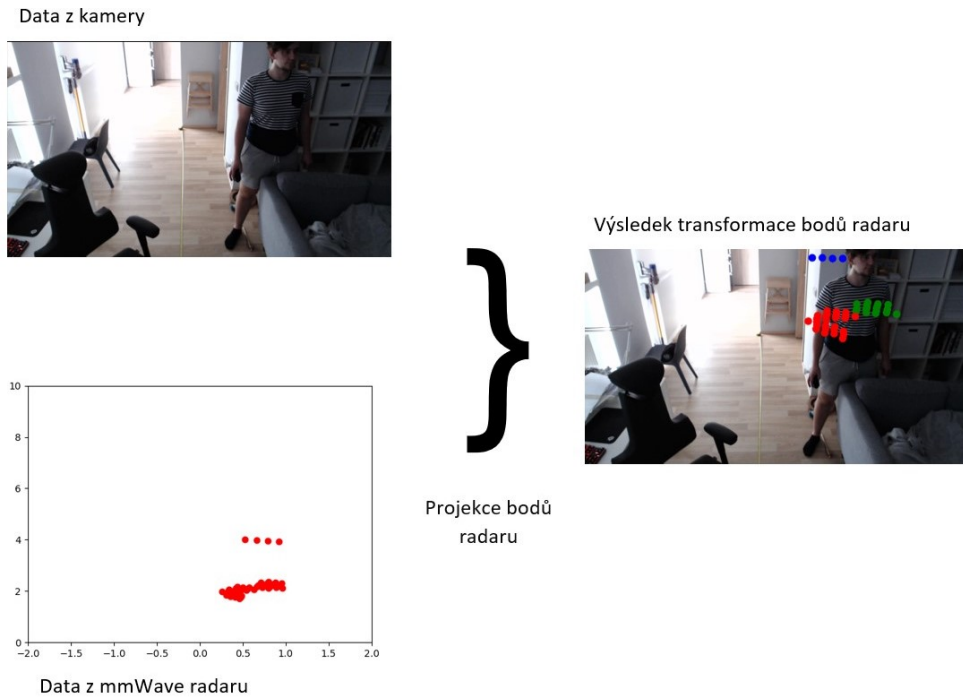 Data z kamery
Výsledek transformace bodů radaru
Projekce bodů
radaru
10
8
6
4
2
0
-2.0 -1.5 -1.0 -0.5 0.0 0.5 1.0 1.5 2.0
Data z mmWave radaru